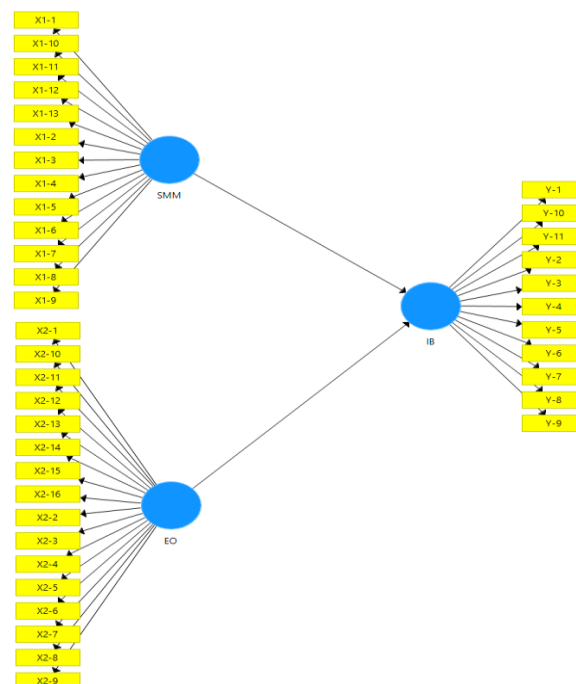 X1-1
X1-10
X1-11
X1-12
X1-13
X1-2
X1-3
X1-4
X1-5
X1-6
X1-7
X1-8
X1-9
SMM
X2-1
X2-10
X2-11
X2-12
X2-13
X2-14
X2-15
X2-16
X2-2
X2-3
X2-4
X2-5
X2-6
X2-7
X2-8
X2-9
EO
IB
Y-1
Y-10
Y-11
Y-2
Y-3
Y-4
Y-5
Y-6
Y-7
Y-8
Y-9